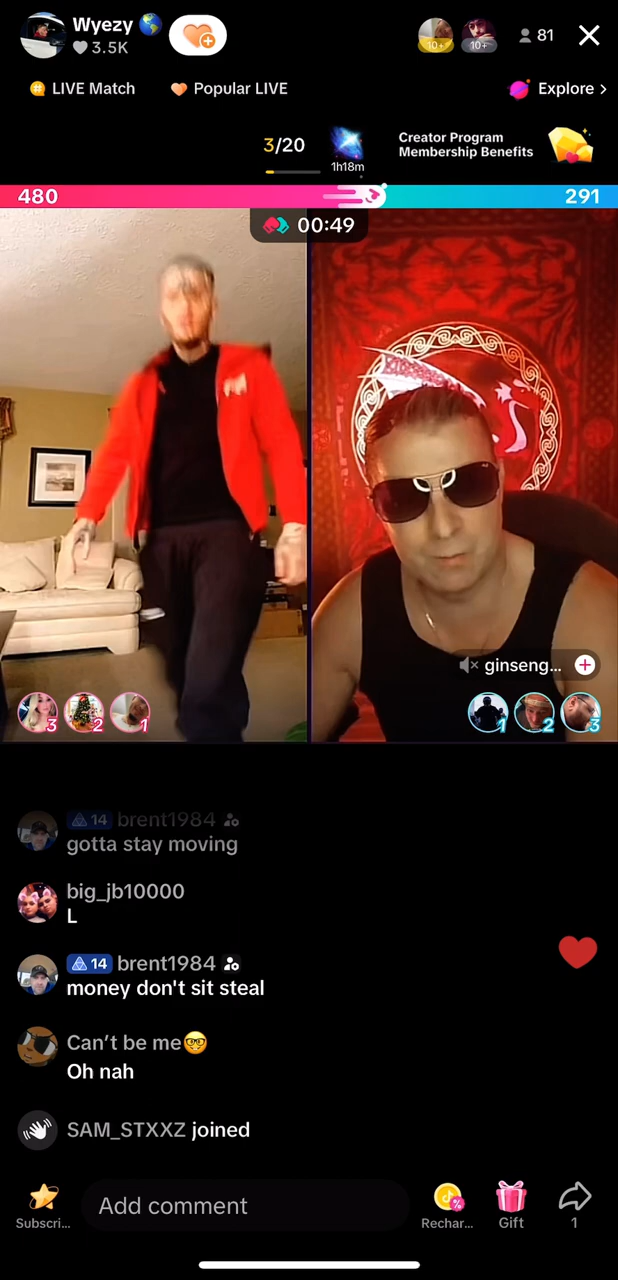 Wyezy 🌎
3.5K
10+
10+
81
LIVE Match
Popular LIVE
Explore >
3/20
1h18m
Creator Program
Membership Benefits
480
291
00:49
ginseng...
3
2
1
1
2
3
14 brent1984
gotta stay moving
big_jb10000
L
14 brent1984
money don't sit steal
Can't be me🤓
Oh nah
SAM_STXXZ joined
Add comment
Subscri...
Rechar...
Gift
1